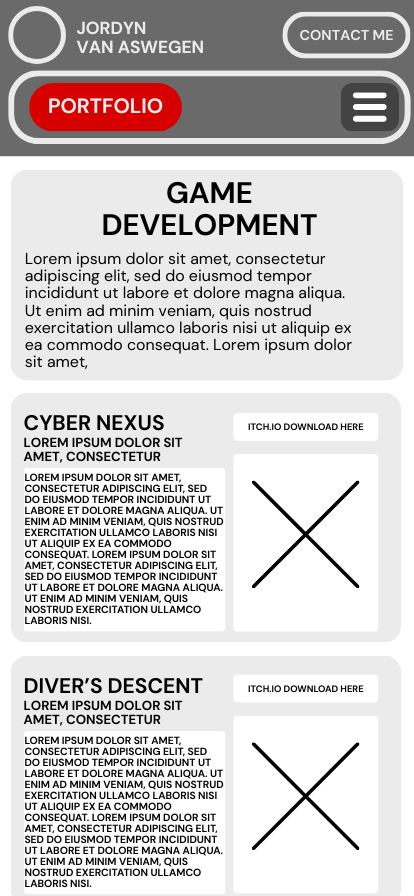 JORDYN
VAN ASWEGEN
CONTACT ME
PORTFOLIO
GAME
DEVELOPMENT
Lorem ipsum dolor sit amet, consectetur
adipiscing elit, sed do eiusmod tempor
incididunt ut labore et dolore magna aliqua.
Ut enim ad minim veniam, quis nostrud
exercitation ullamco laboris nisi ut aliquip ex
ea commodo consequat. Lorem ipsum dolor
sit amet,
CYBER NEXUS
LOREM IPSUM DOLOR SIT
AMET, CONSECTETUR
LOREM IPSUM DOLOR SIT AMET,
CONSECTETUR ADIPISCING ELIT, SED
DO EIUSMOD TEMPOR INCIDIDUNT UT
LABORE ET DOLORE MAGNA ALIQUA. UT
ENIM AD MINIM VENIAM, QUIS NOSTRUD
EXERCITATION ULLAMCO LABORIS NISI
UT ALIQUIP EX EA COMMODO
CONSEQUAT. LOREM IPSUM DOLOR SIT
AMET, CONSECTETUR ADIPISCING ELIT,
SED DO EIUSMOD TEMPOR INCIDIDUNT
UT LABORE ET DOLORE MAGNA ALIQUA.
UT ENIM AD MINIM VENIAM, QUIS
NOSTRUD EXERCITATION ULLAMCO
LABORIS NISI.
ITCH.IO DOWNLOAD HERE
DIVER’S DESCENT
LOREM IPSUM DOLOR SIT
AMET, CONSECTETUR
LOREM IPSUM DOLOR SIT AMET,
CONSECTETUR ADIPISCING ELIT, SED
DO EIUSMOD TEMPOR INCIDIDUNT UT
LABORE ET DOLORE MAGNA ALIQUA. UT
ENIM AD MINIM VENIAM, QUIS NOSTRUD
EXERCITATION ULLAMCO LABORIS NISI
UT ALIQUIP EX EA COMMODO
CONSEQUAT. LOREM IPSUM DOLOR SIT
AMET, CONSECTETUR ADIPISCING ELIT,
SED DO EIUSMOD TEMPOR INCIDIDUNT
UT LABORE ET DOLORE MAGNA ALIQUA.
UT ENIM AD MINIM VENIAM, QUIS
NOSTRUD EXERCITATION ULLAMCO
LABORIS NISI.
ITCH.IO DOWNLOAD HERE